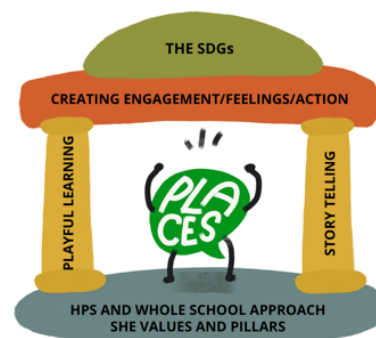 THE SDGs
CREATING ENGAGEMENT/FEELINGS/ACTION
PLAYFUL LEARNING
PLA
CES
STORY TELLING
HPS AND WHOLE SCHOOL APPROACH
SHE VALUES AND PILLARS